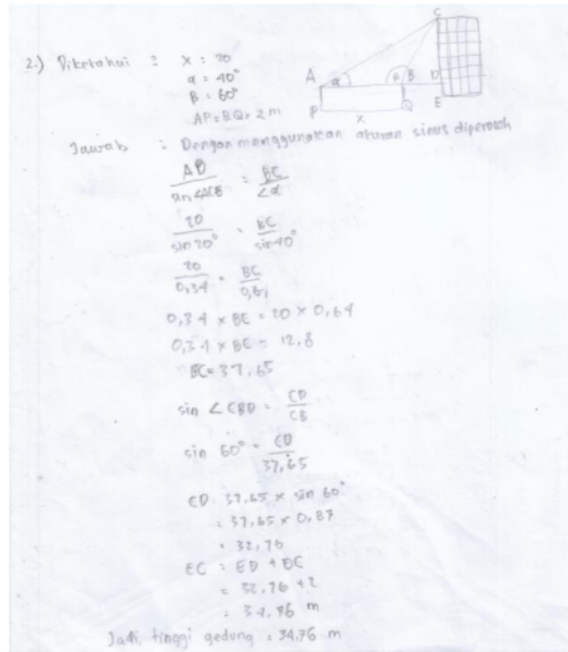 2.) Diketahui : x = 20
α = 40°
β = 60°
AP = BQ = 2 m
C
A α β B D
P x Q E
Jawab : Dengan menggunakan aturan sinus diperoleh
AB / sin ∠ACB = BC / ∠α
20 / sin 20° = BC / sin 40°
20 / 0,34 = BC / 0,64
0,34 × BC = 20 × 0,64
0,34 × BC = 12,8
BC = 37,65
sin ∠CBD = CD / CB
sin 60° = CD / 37,65
CD = 37,65 × sin 60°
= 37,65 × 0,87
= 32,76
EC = ED + DC
= 32,76 + 2
= 34,76 m
Jadi, tinggi gedung = 34,76 m